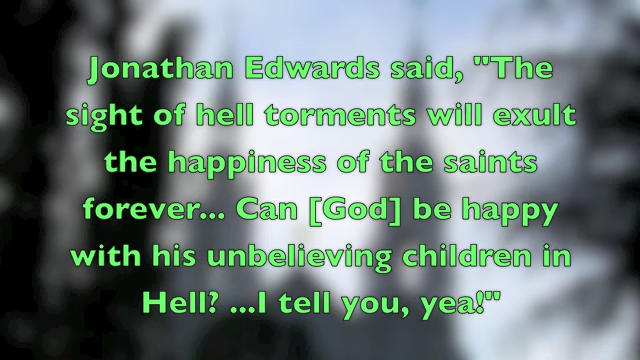 Jonathan Edwards said, "The
sight of hell torments will exult
the happiness of the saints
forever... Can [God] be happy
with his unbelieving children in
Hell? ...I tell you, yea!"